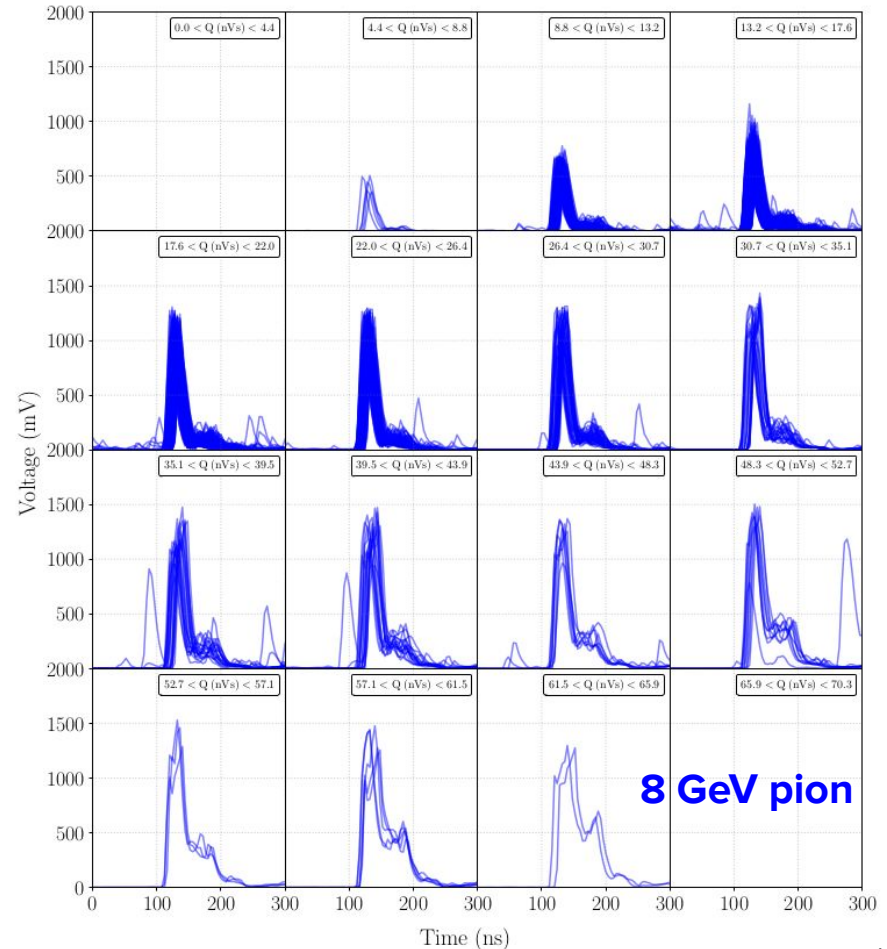 2000
0.0 < Q (nVs) < 4.4
4.4 < Q (nVs) < 8.8
8.8 < Q (nVs) < 13.2
13.2 < Q (nVs) < 17.6
1500
1000
500
2000
17.6 < Q (nVs) < 22.0
22.0 < Q (nVs) < 26.4
26.4 < Q (nVs) < 30.7
30.7 < Q (nVs) < 35.1
1500
1000
500
2000
35.1 < Q (nVs) < 39.5
39.5 < Q (nVs) < 43.9
43.9 < Q (nVs) < 48.3
48.3 < Q (nVs) < 52.7
1500
1000
500
2000
52.7 < Q (nVs) < 57.1
57.1 < Q (nVs) < 61.5
61.5 < Q (nVs) < 65.9
65.9 < Q (nVs) < 70.3
1500
1000
500
0
8 GeV pion
Voltage (mV)
0 100 200 300 100 200 300 100 200 300 100 200 300
Time (ns)